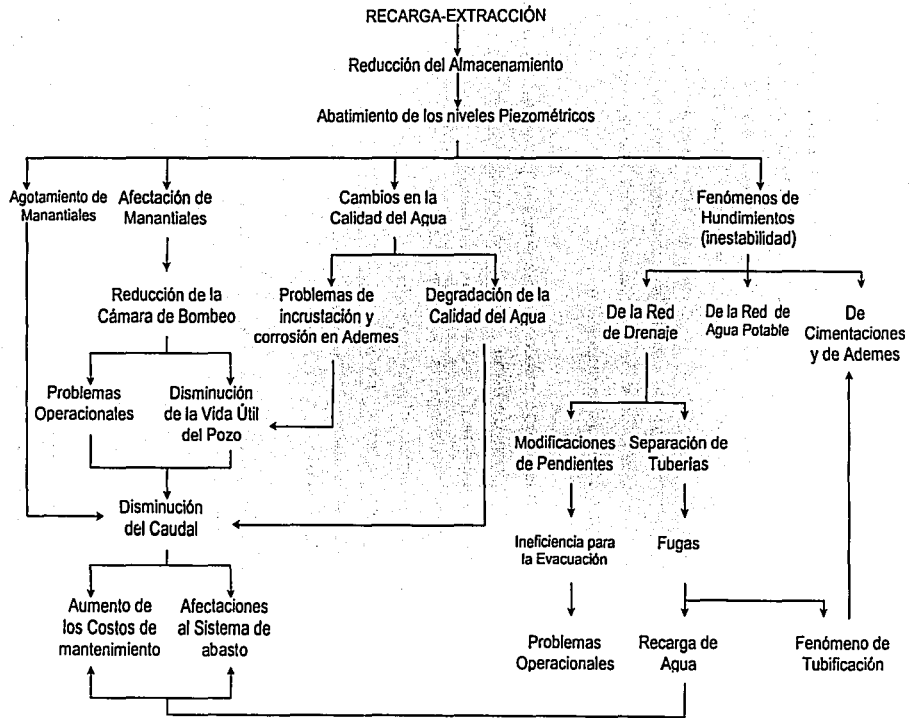 RECARGA-EXTRACCIÓN
Reducción del Almacenamiento
Abatimiento de los niveles Piezométricos
Agotamiento de
Manantiales
Afectación de
Manantiales
Cambios en la
Calidad del Agua
Fenómenos de
Hundimientos
(inestabilidad)
Reducción de la
Cámara de Bombeo
Problemas de
incrustación y
corrosión en Ademes
Degradación de la
Calidad del Agua
De la Red
de Drenaje
De la Red de
Agua Potable
De
Cimentaciones
y de Ademes
Problemas
Operacionales
Disminución
de la Vida Útil
del Pozo
Modificaciones
de Pendientes
Separación de
Tuberías
Disminución
del Caudal
Ineficiencia para
la Evacuación
Fugas
Aumento de
los Costos de
mantenimiento
Afectaciones
al Sistema de
abasto
Problemas
Operacionales
Recarga de
Agua
Fenómeno de
Tubificación